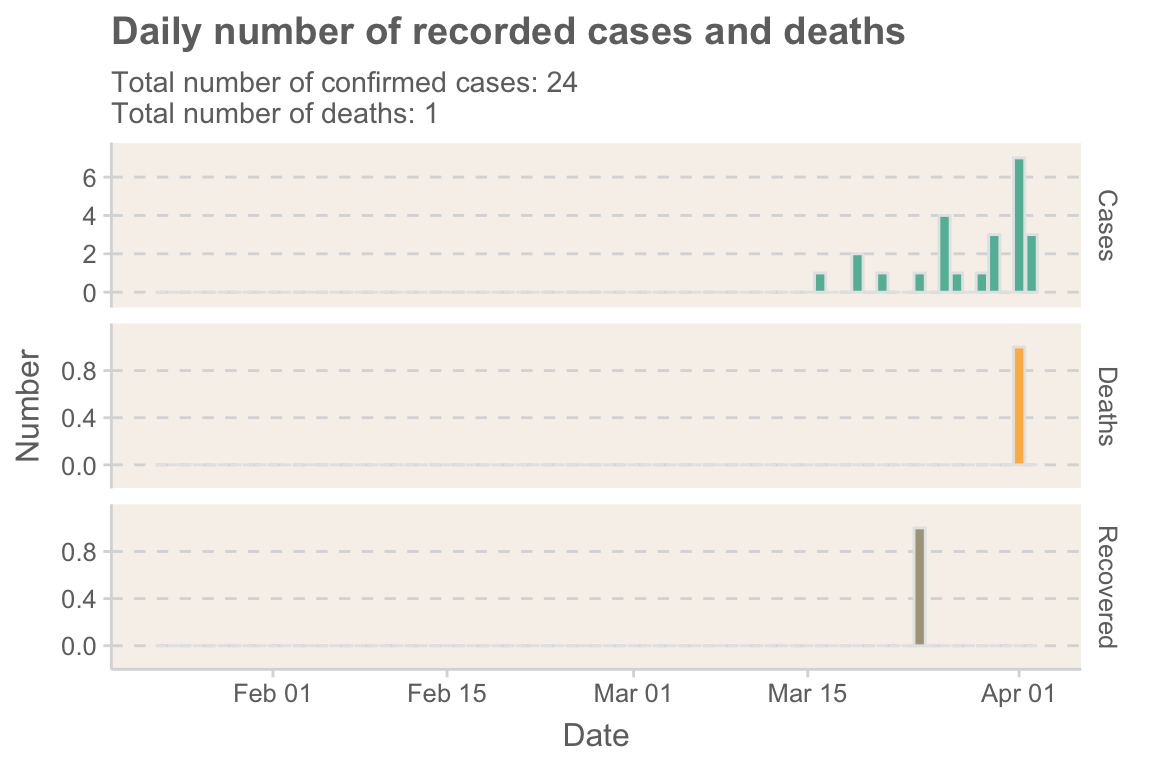 Daily number of recorded cases and deaths
Total number of confirmed cases: 24
Total number of deaths: 1
6
4
2
0
Cases
Number
0.8
0.4
0.0
Deaths
0.8
0.4
0.0
Recovered
Feb 01 Feb 15 Mar 01 Mar 15 Apr 01
Date